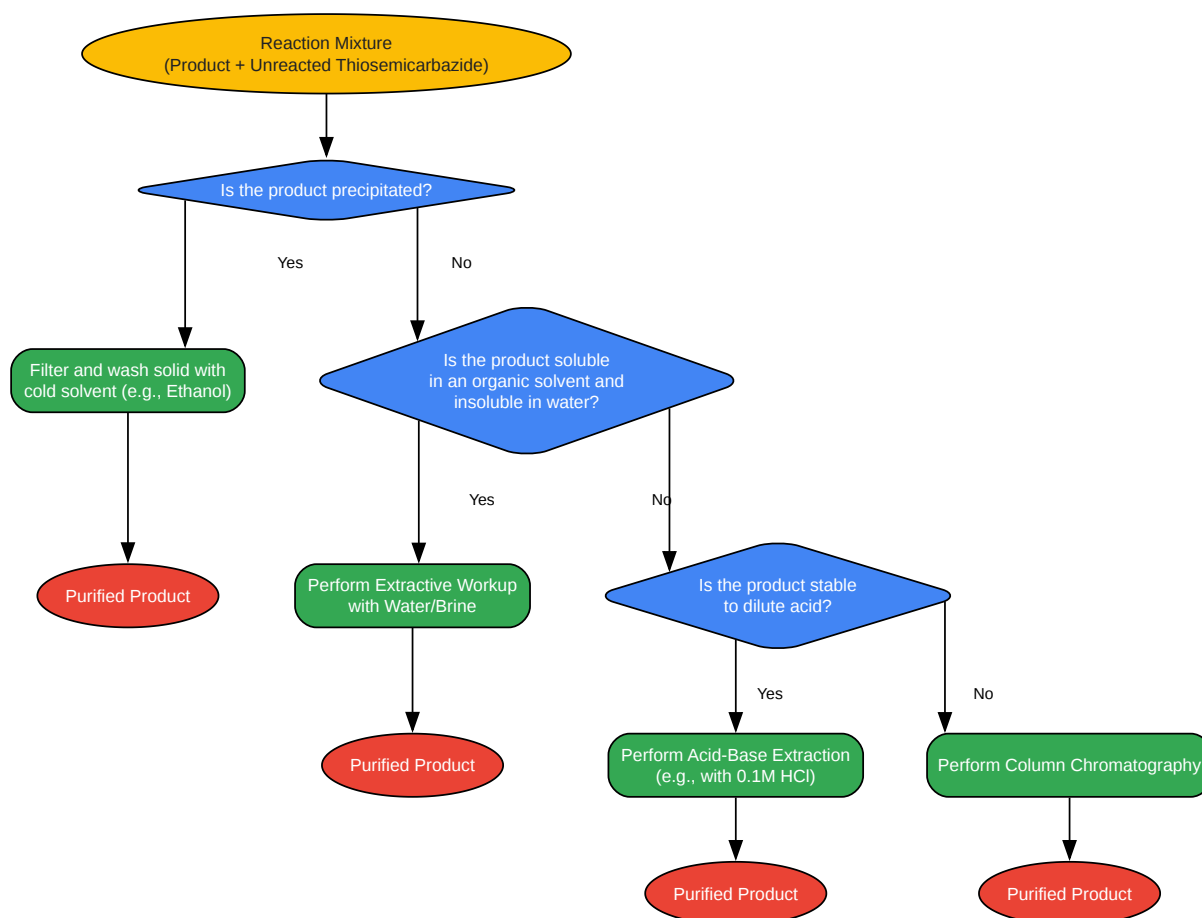 Reaction Mixture
(Product + Unreacted Thiosemicarbazide)
Is the product precipitated?
Yes
No
Filter and wash solid with
cold solvent (e.g., Ethanol)
Is the product soluble
in an organic solvent and
insoluble in water?
Yes
No
Purified Product
Perform Extractive Workup
with Water/Brine
Is the product stable
to dilute acid?
Yes
No
Purified Product
Perform Acid-Base Extraction
(e.g., with 0.1M HCl)
Perform Column Chromatography
Purified Product
Purified Product